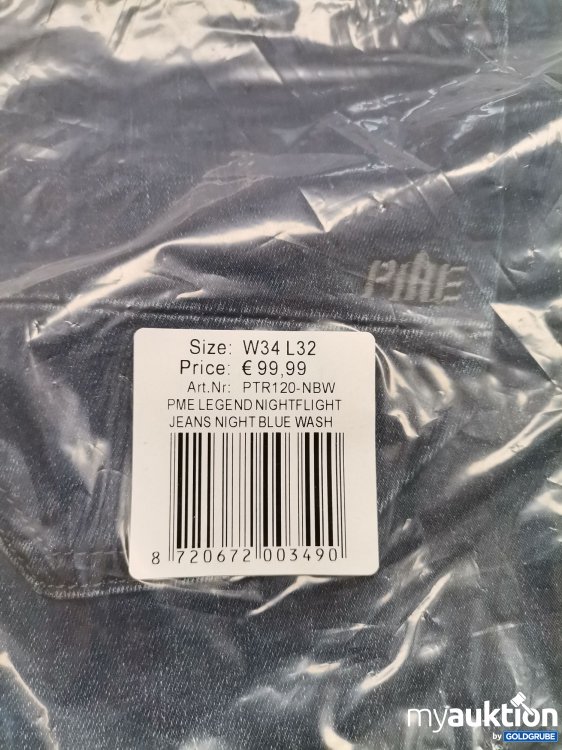 PME
Size: W34 L32
Price: € 99,99
Art.Nr: PTR120-NBW
PME LEGEND NIGHTFLIGHT
JEANS NIGHT BLUE WASH
8 720672 003490
myauktion
by GOLDGRUBE